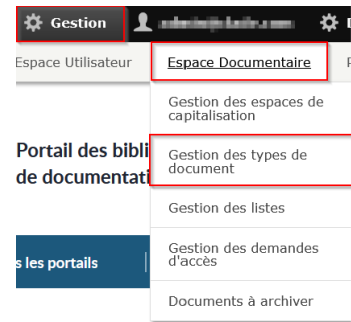 Gestion
Espace Utilisateur
Espace Documentaire
Gestion des espaces de
capitalisation
Portail des bibli
de documentati
Gestion des types de
document
Gestion des listes
s les portails
Gestion des demandes
d'accès
Documents à archiver